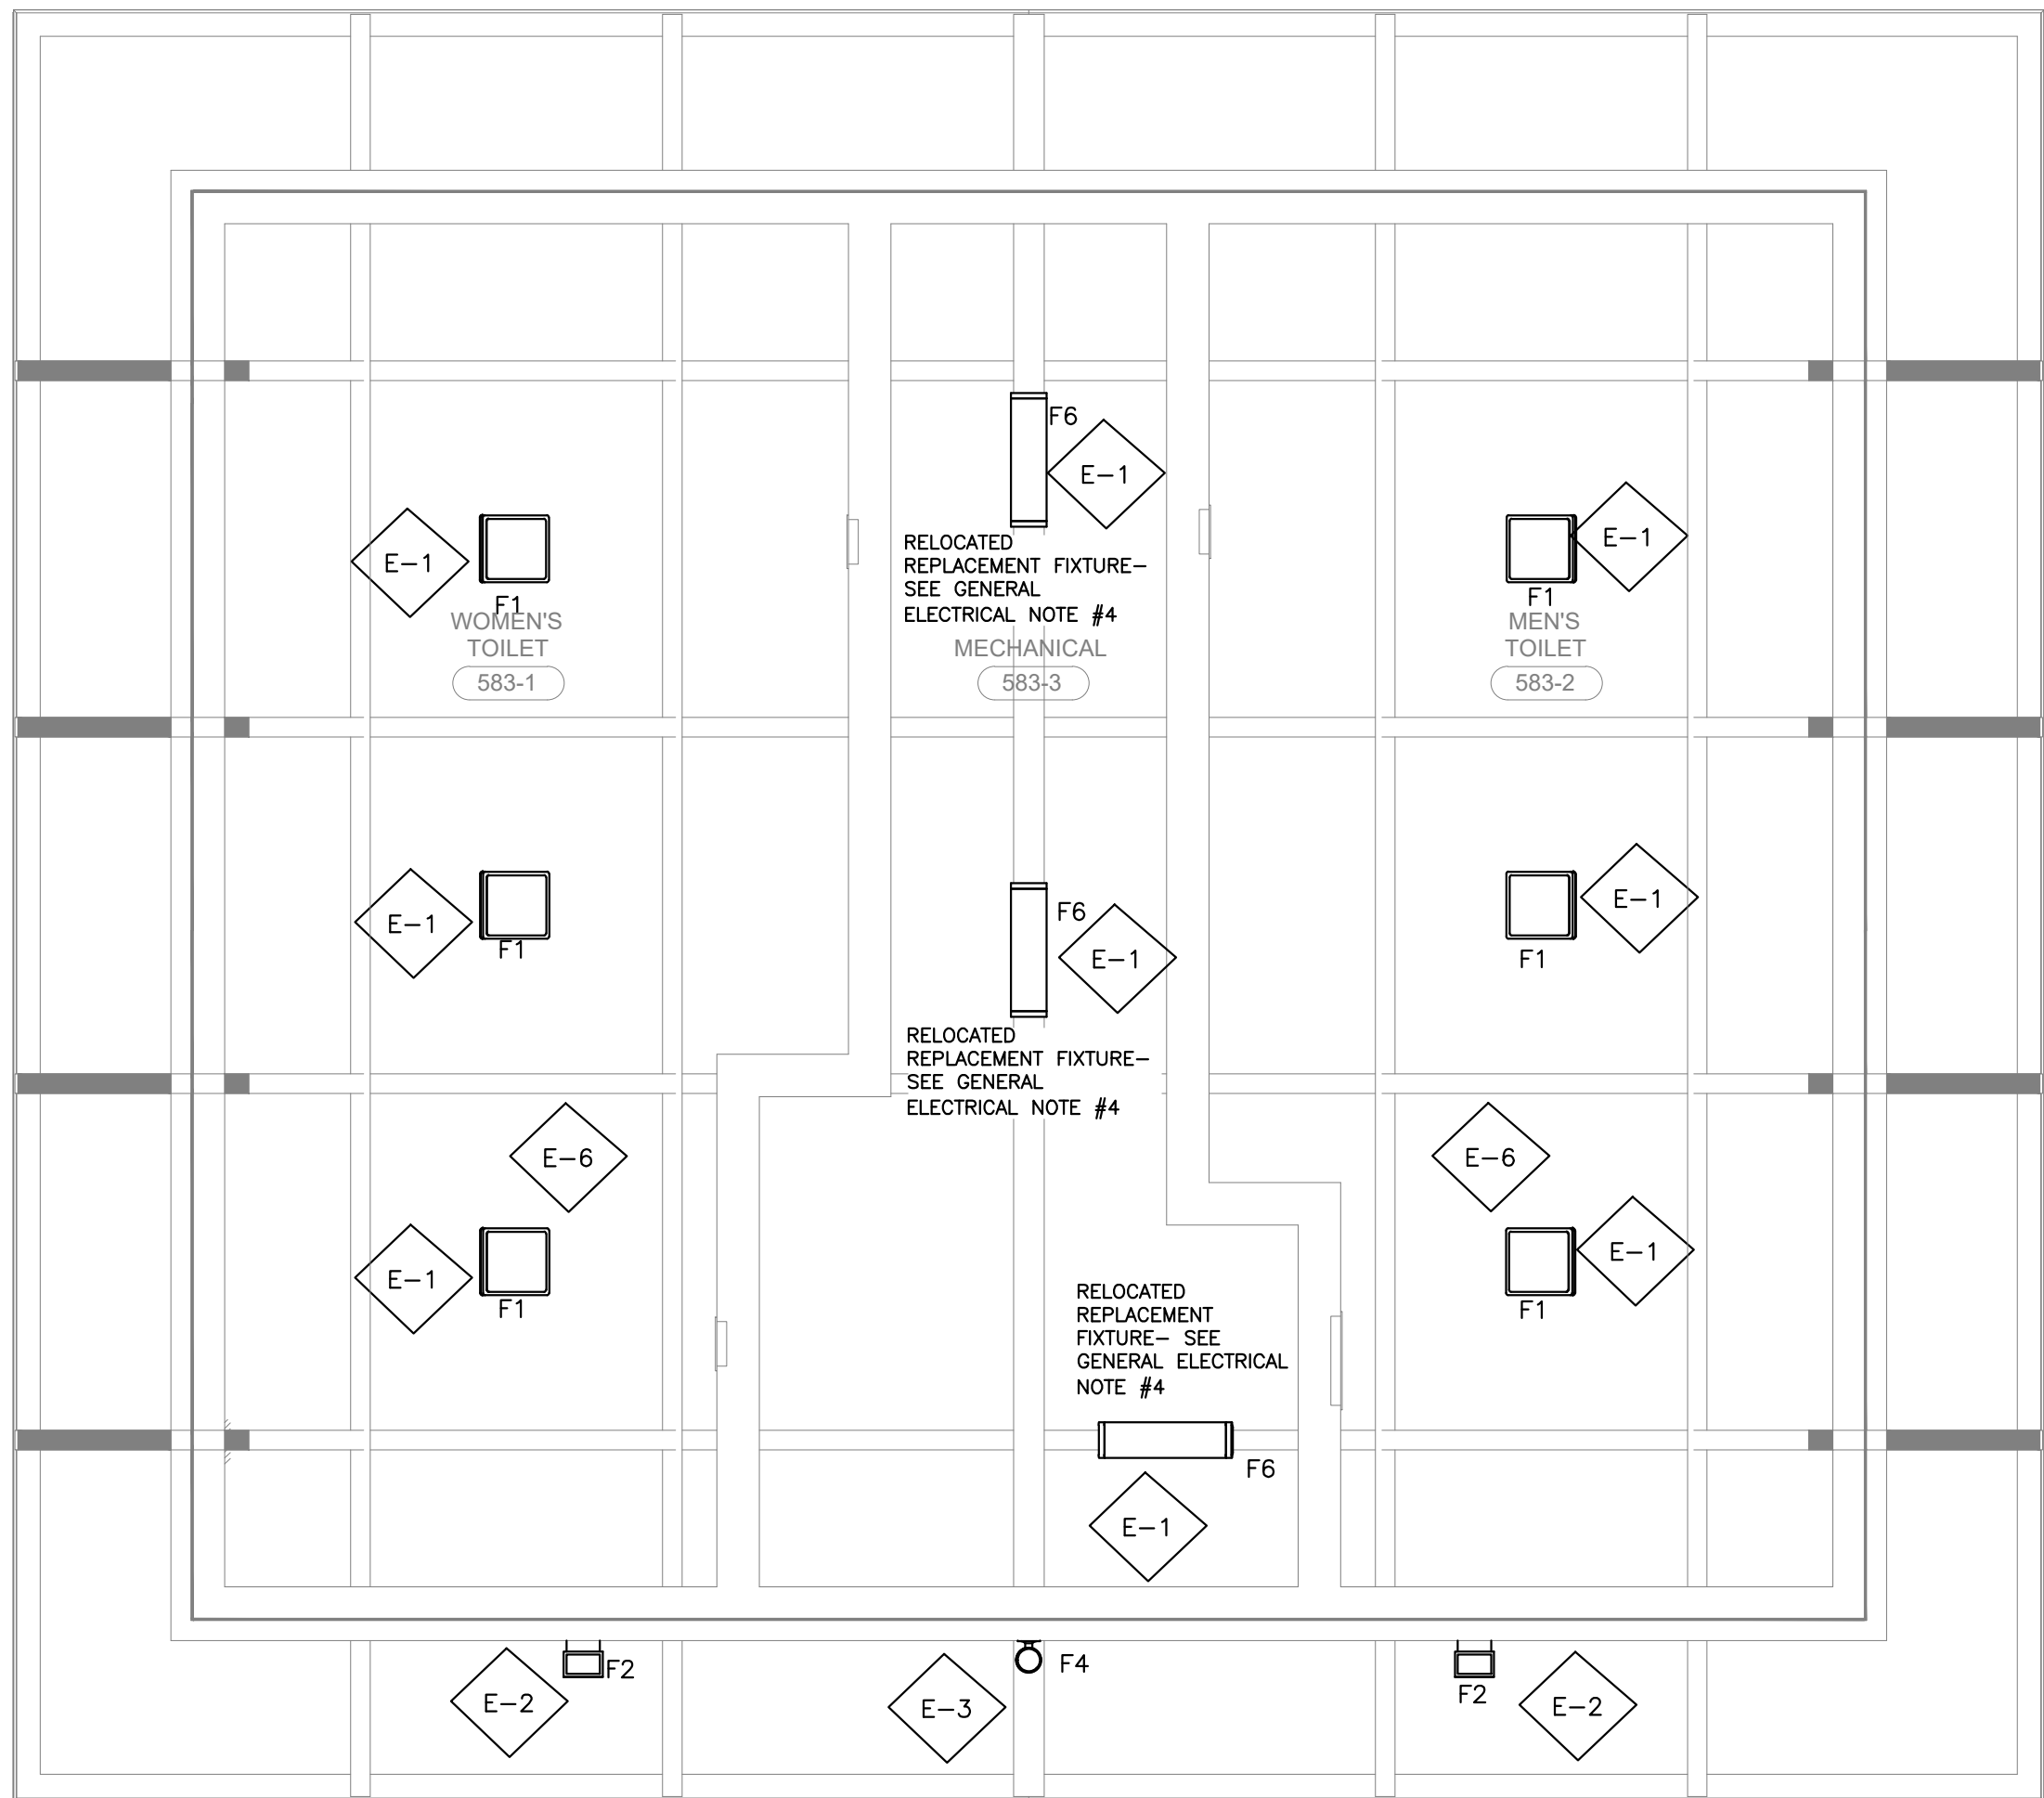 F6
E-1
E-1
RELOCATED
REPLACEMENT FIXTURE-
SEE GENERAL
ELECTRICAL NOTE #4
E-1
F1
WOMEN'S
TOILET
583-1
MECHANICAL
583-3
F1
MEN'S
TOILET
583-2
E-1
F1
F6
E-1
E-1
F1
RELOCATED
REPLACEMENT FIXTURE-
SEE GENERAL
ELECTRICAL NOTE #4
E-6
E-6
E-1
F1
E-1
F1
RELOCATED
REPLACEMENT
FIXTURE- SEE
GENERAL ELECTRICAL
NOTE #4
F6
E-1
F2
E-2
F4
E-3
F2
E-2